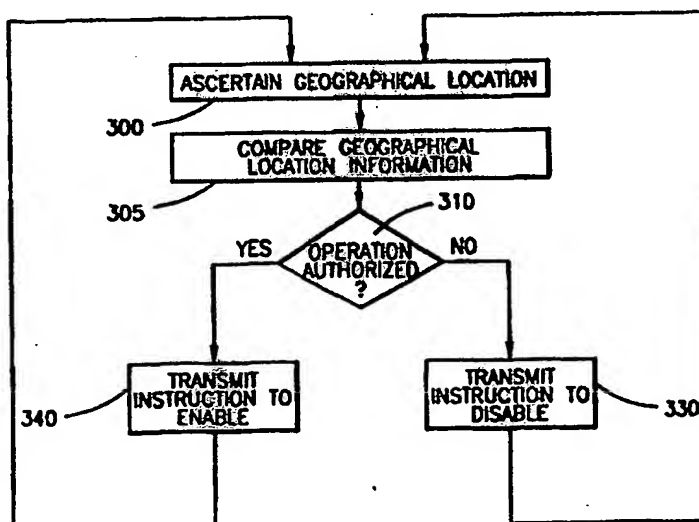 ASCERTAIN GEOGRAPHICAL LOCATION
300
COMPARE GEOGRAPHICAL
LOCATION INFORMATION
305
310
YES
OPERATION
AUTHORIZED
?
NO
TRANSMIT
INSTRUCTION TO
ENABLE
340
TRANSMIT
INSTRUCTION TO
DISABLE
330